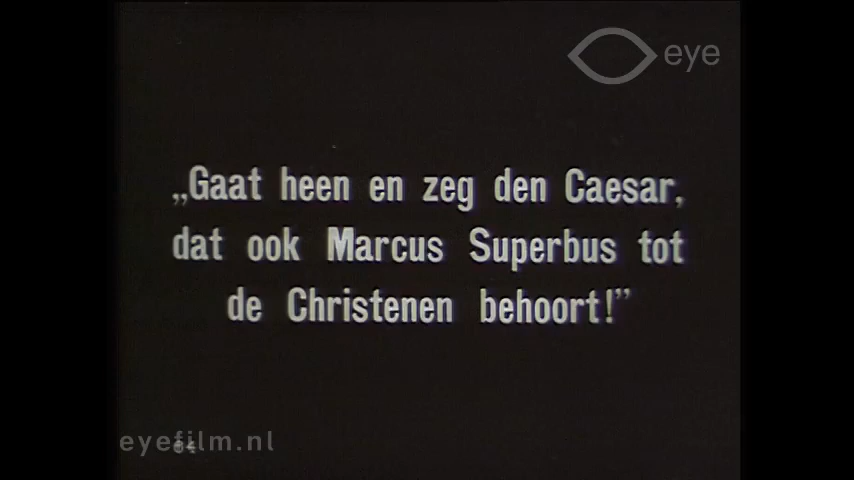 eye
„Gaat heen en zeg den Caesar,
dat ook Marcus Superbus tot
de Christenen behoort!”
eyefilm.nl